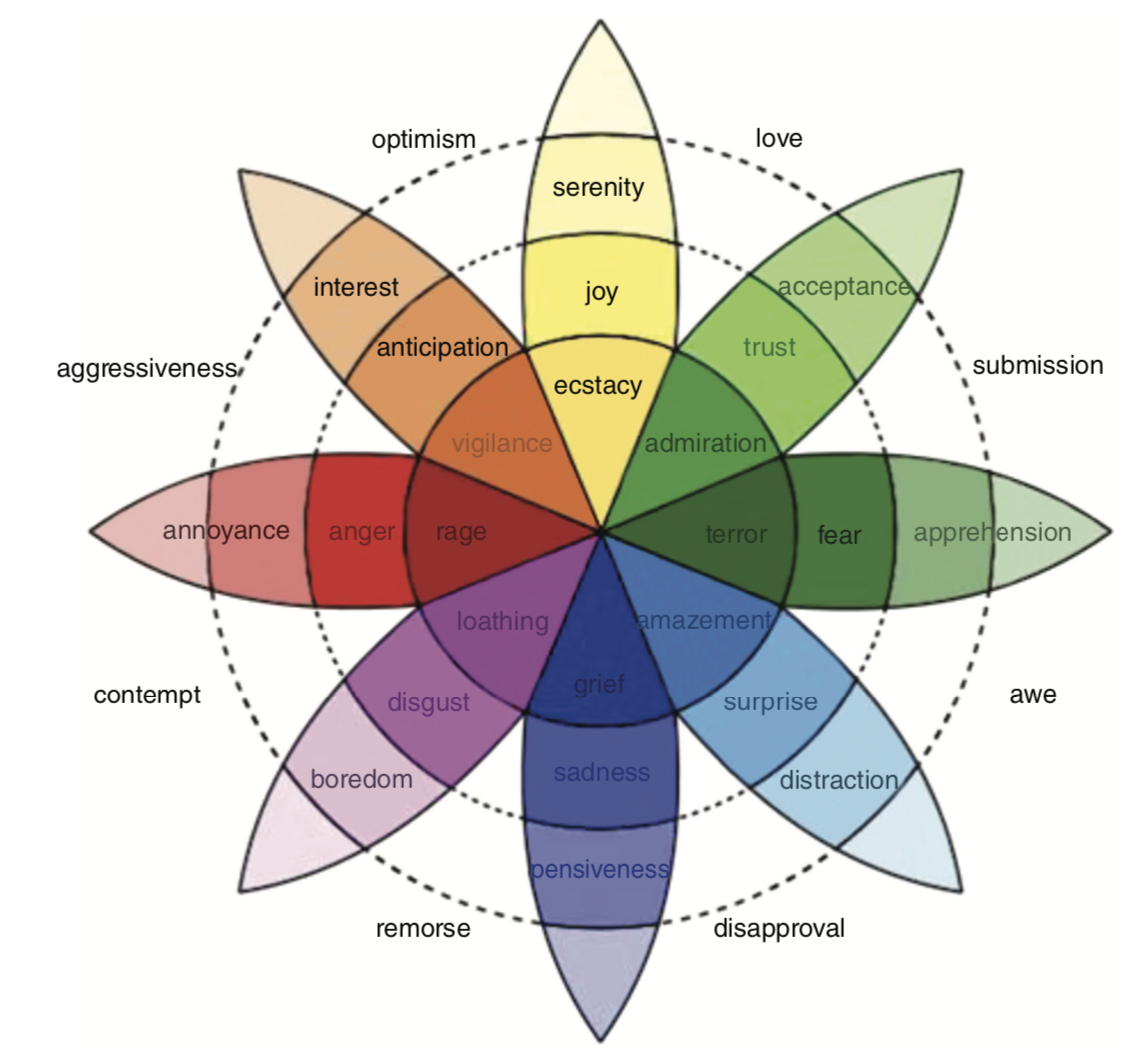 optimism
love
serenity
interest
acceptance
joy
anticipation
trust
aggressiveness
submission
ecstacy
vigilance
admiration
annoyance
anger
rage
terror
fear
apprehension
loathing
amazement
grief
contempt
disgust
surprise
awe
boredom
sadness
distraction
pensiveness
remorse
disapproval